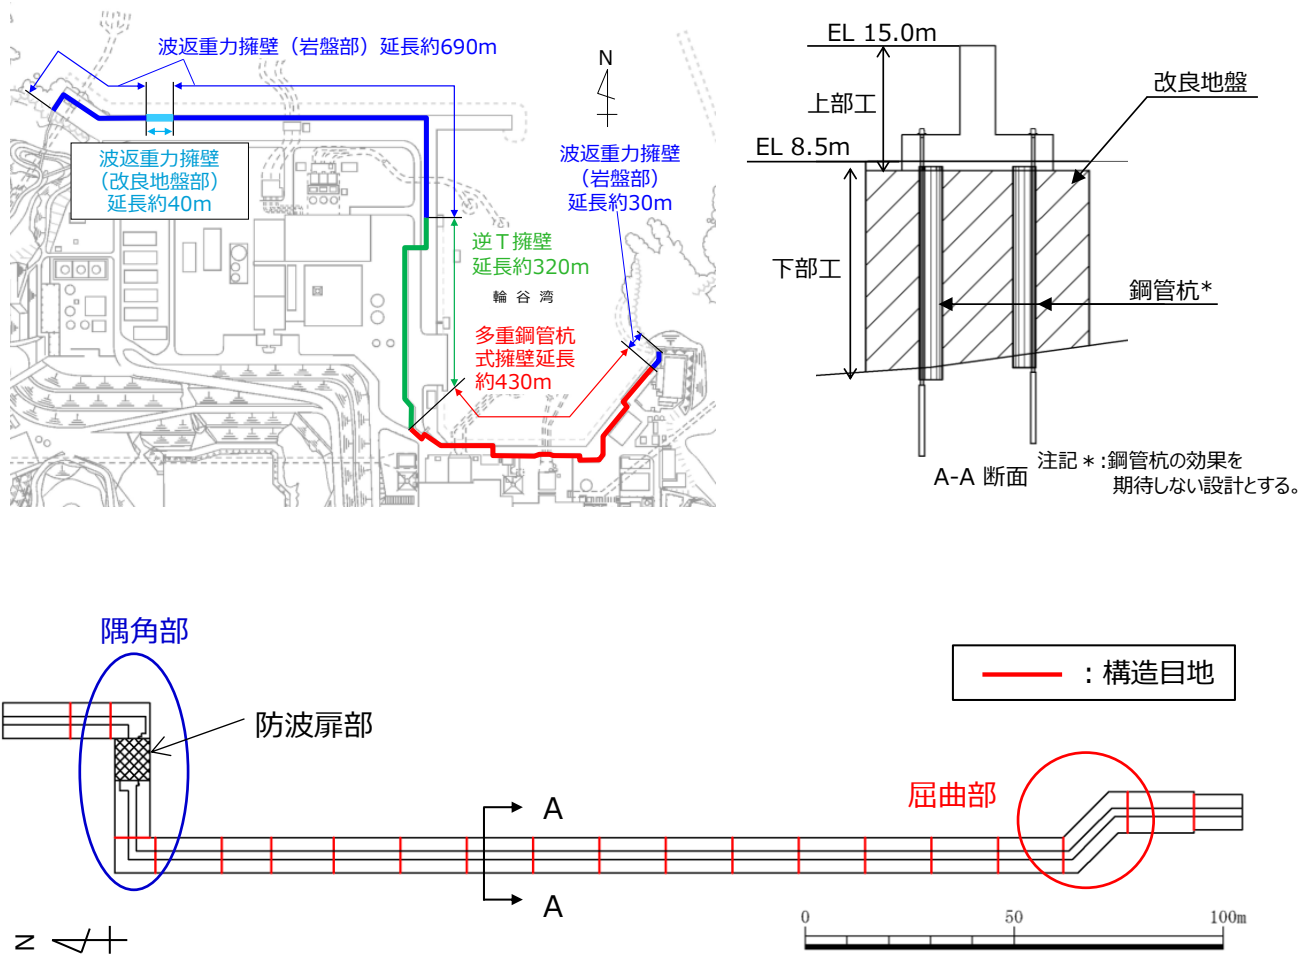 波返重力擁壁（岩盤部）延長約690m
N
波返重力擁壁
（改良地盤部）
延長約40m
波返重力擁壁
（岩盤部）
延長約30m
逆Ｔ擁壁
延長約320m
輪 谷 湾
多重鋼管杭
式擁壁延長
約430m
EL 15.0m
上部工
改良地盤
EL 8.5m
下部工
鋼管杭*
A-A 断面
注記＊:鋼管杭の効果を
期待しない設計とする。
隅角部
防波扉部
：構造目地
屈曲部
A
A
N
0 50 100m